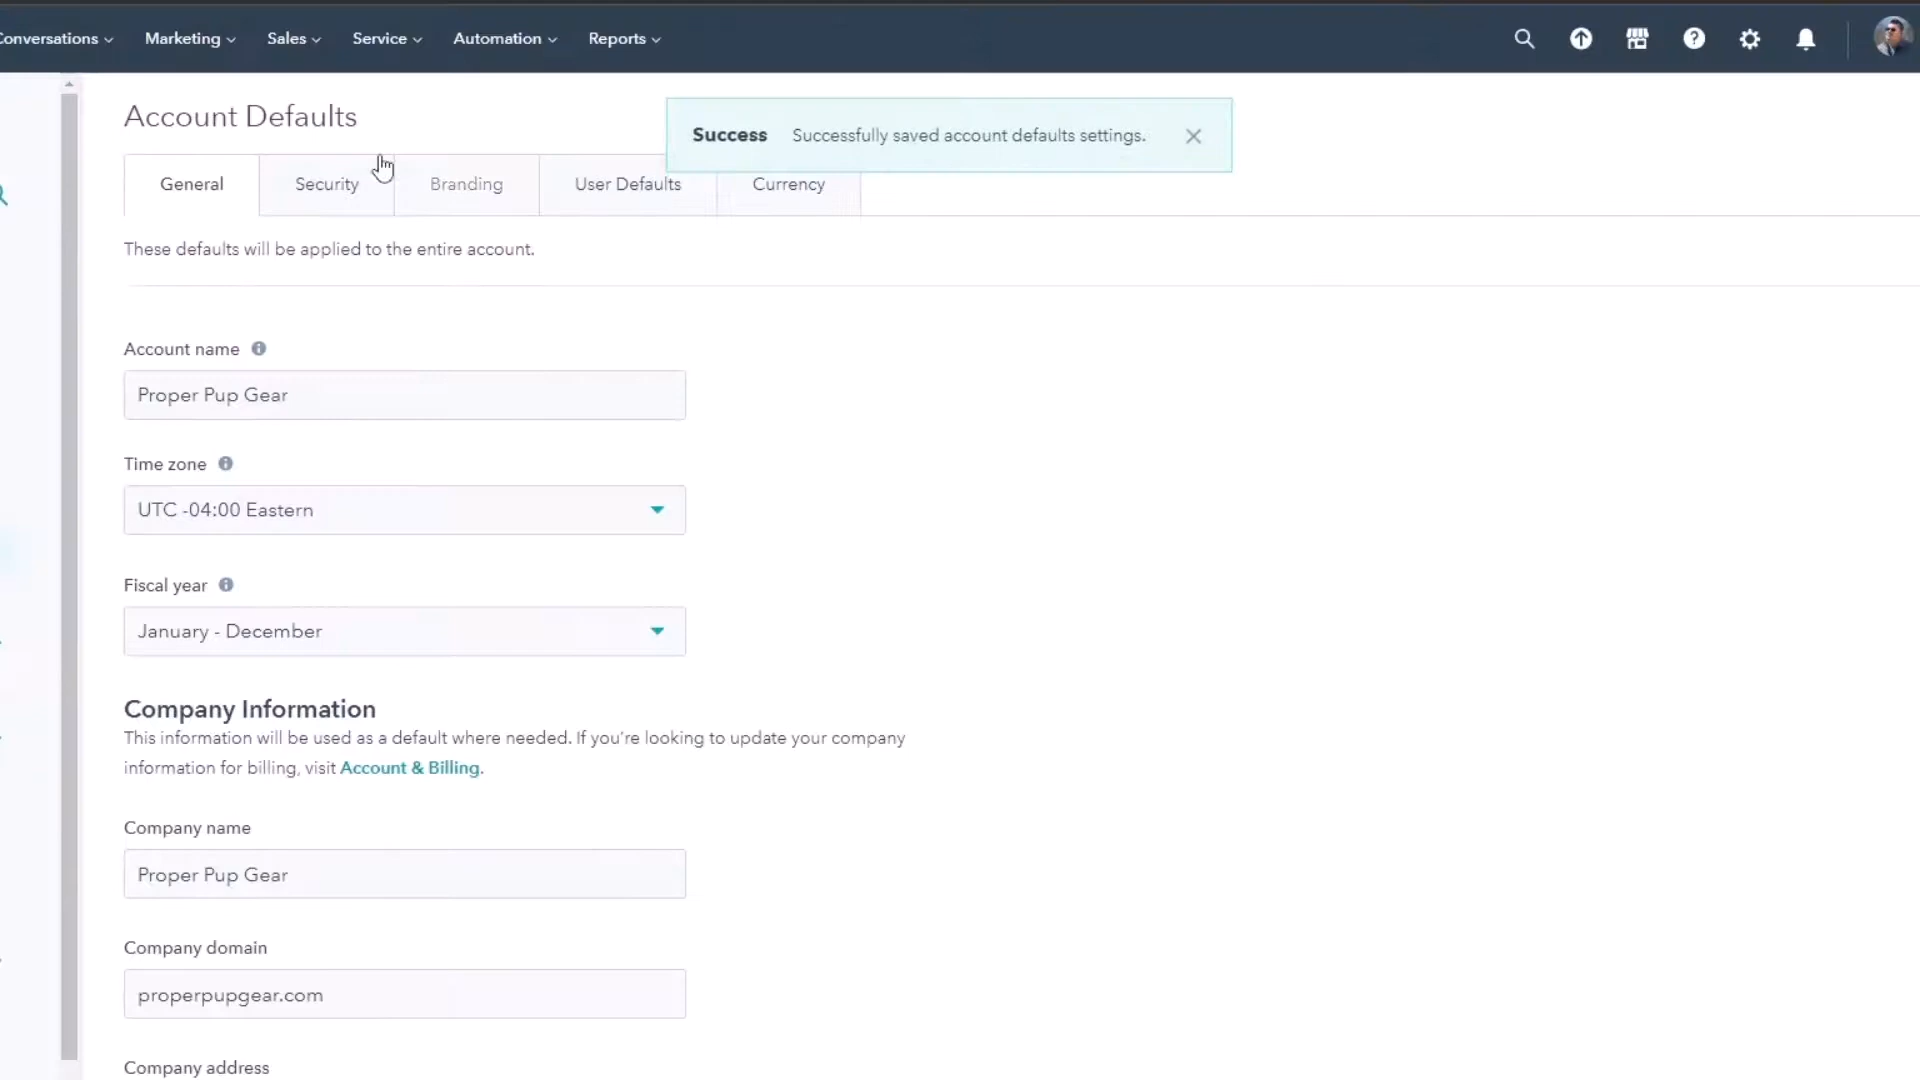 Conversations Marketing Sales Service Automation Reports
Account Defaults
Success Successfully saved account defaults settings.
General Security Branding User Defaults Currency
These defaults will be applied to the entire account.
Account name
Proper Pup Gear
Time zone
UTC -04:00 Eastern
Fiscal year
January - December
Company Information
This information will be used as a default where needed. If you're looking to update your company
information for billing, visit Account & Billing.
Company name
Proper Pup Gear
Company domain
properpupgear.com
Company address